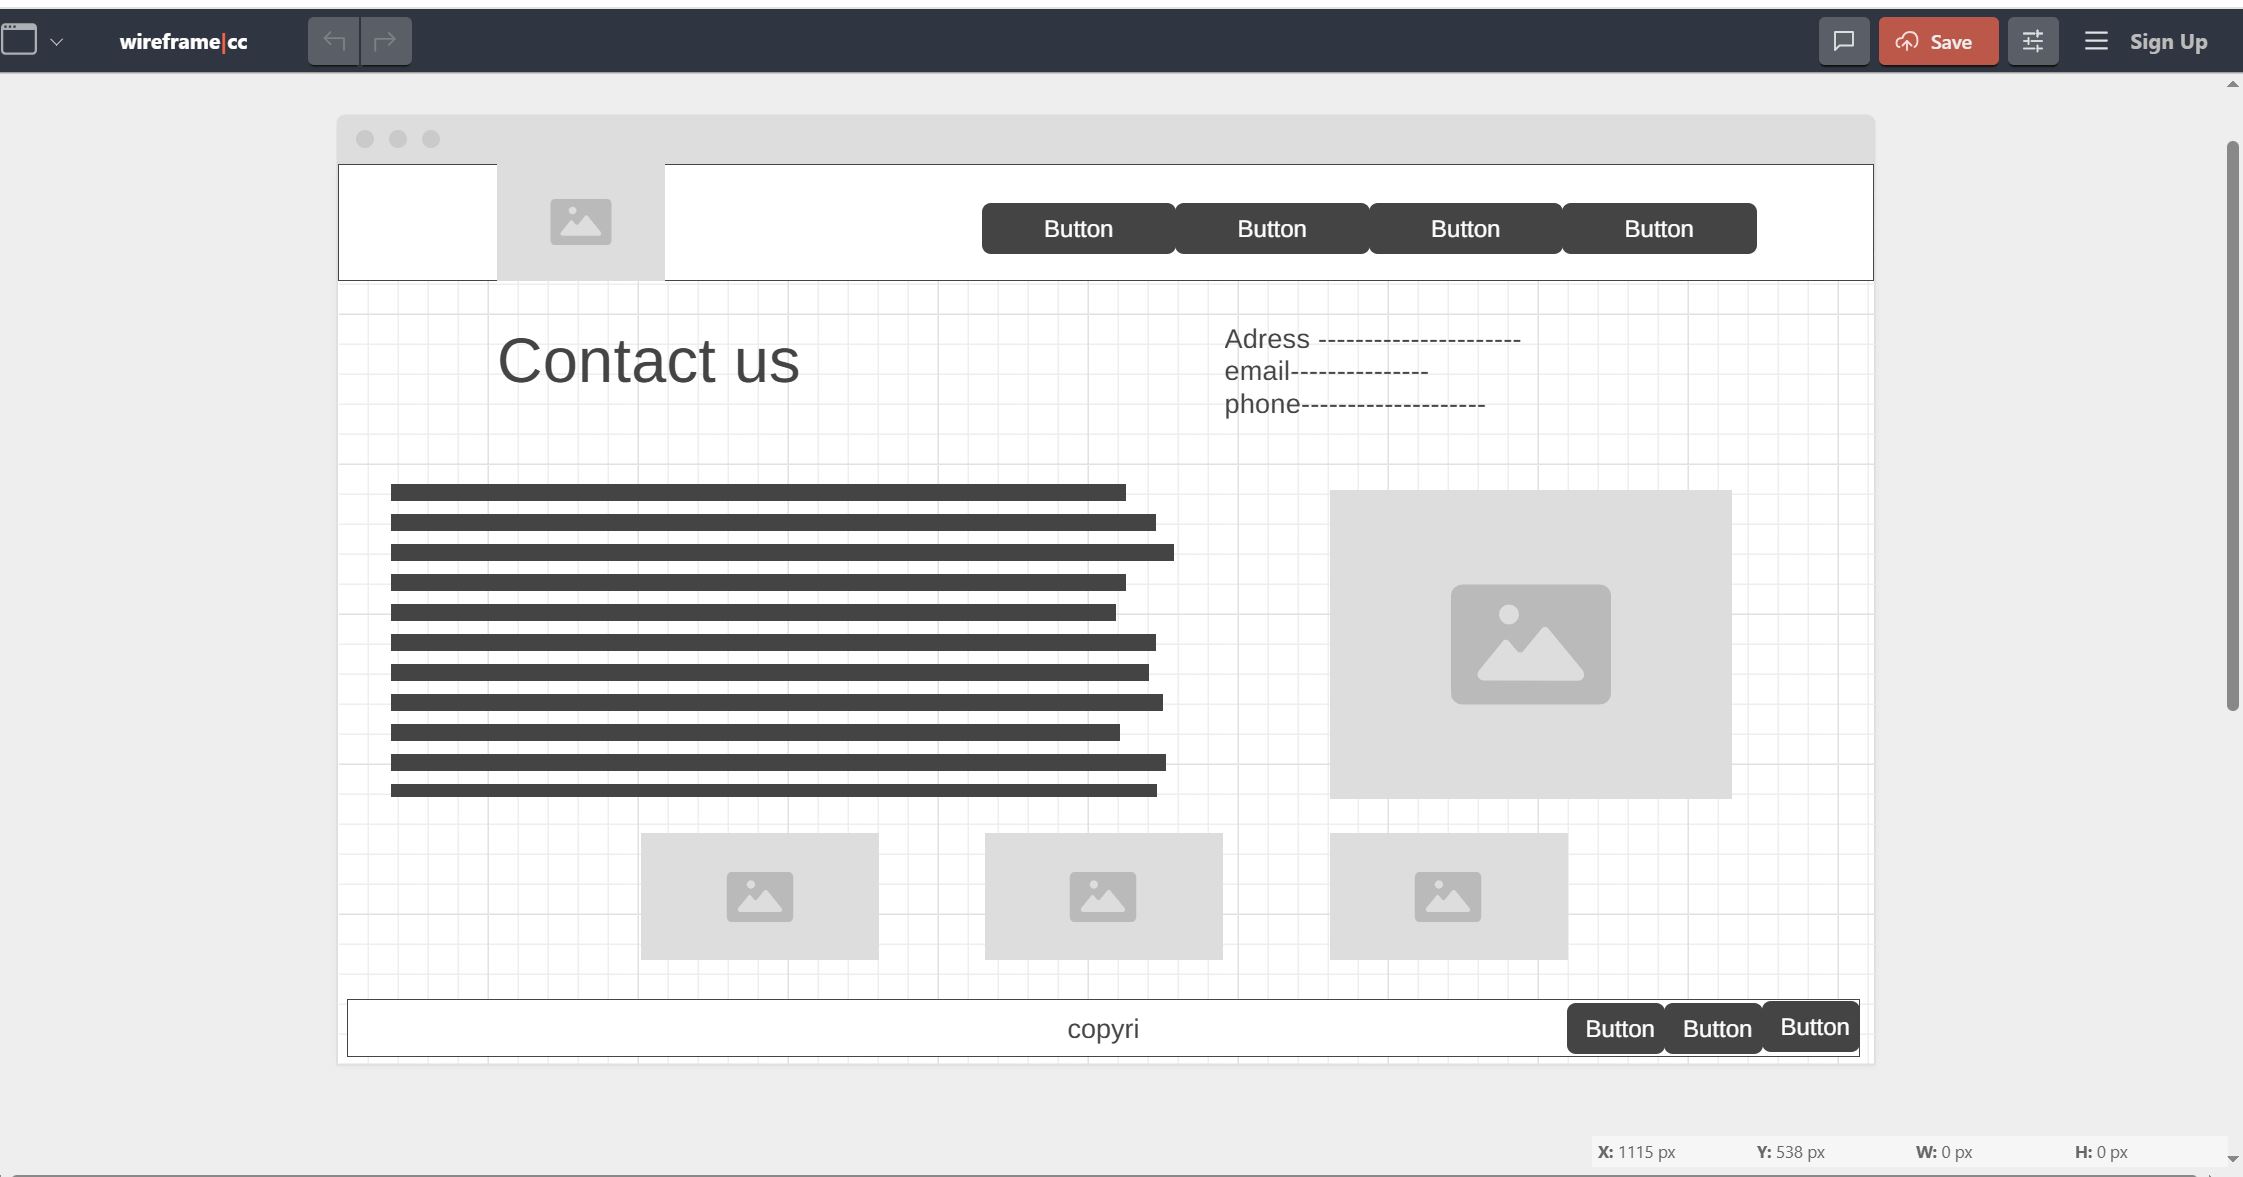 wireframe|cc
Save
Sign Up
Button Button Button Button
Contact us
Adress ----------------------
email---------------
phone--------------------
copyri
Button Button Button
X: 1115 px Y: 538 px W: 0 px H: 0 px